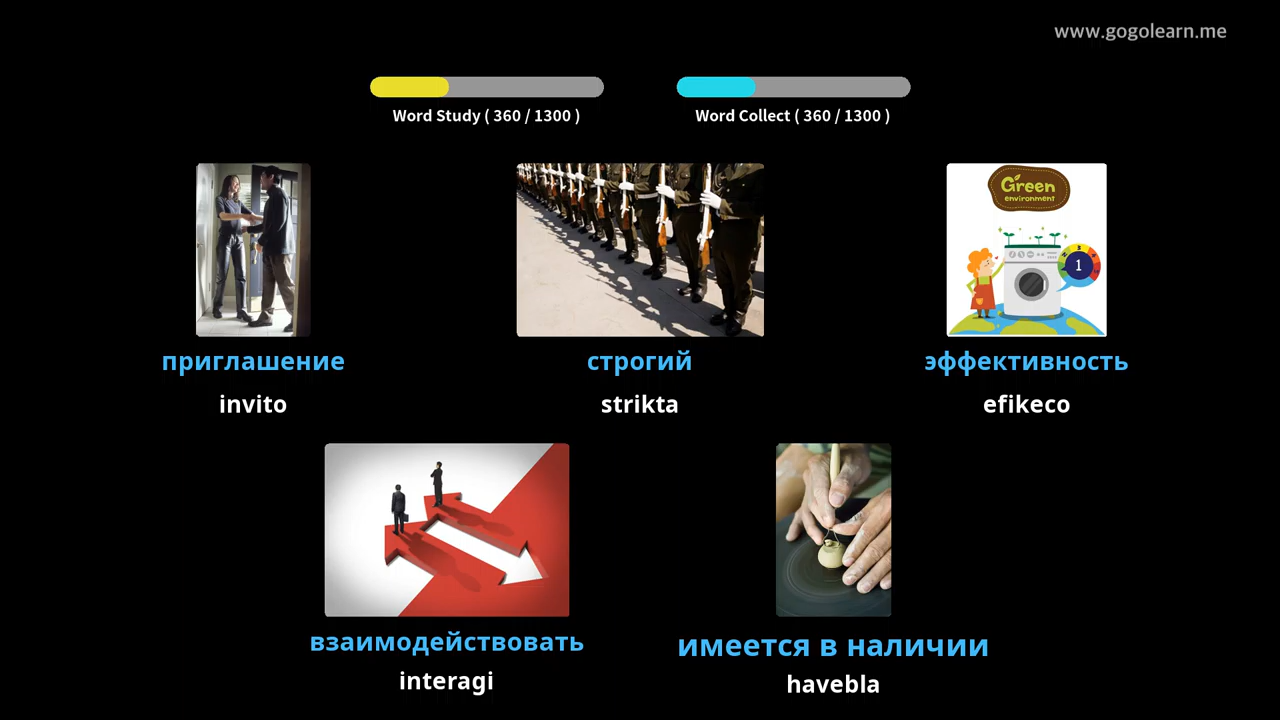 www.gogolearn.me
Word Study ( 360 / 1300 )
Word Collect ( 360 / 1300 )
Green
environment
1
приглашение
invito
строгий
strikta
эффективность
efikeco
взаимодействовать
interagi
имеется в наличии
havebla